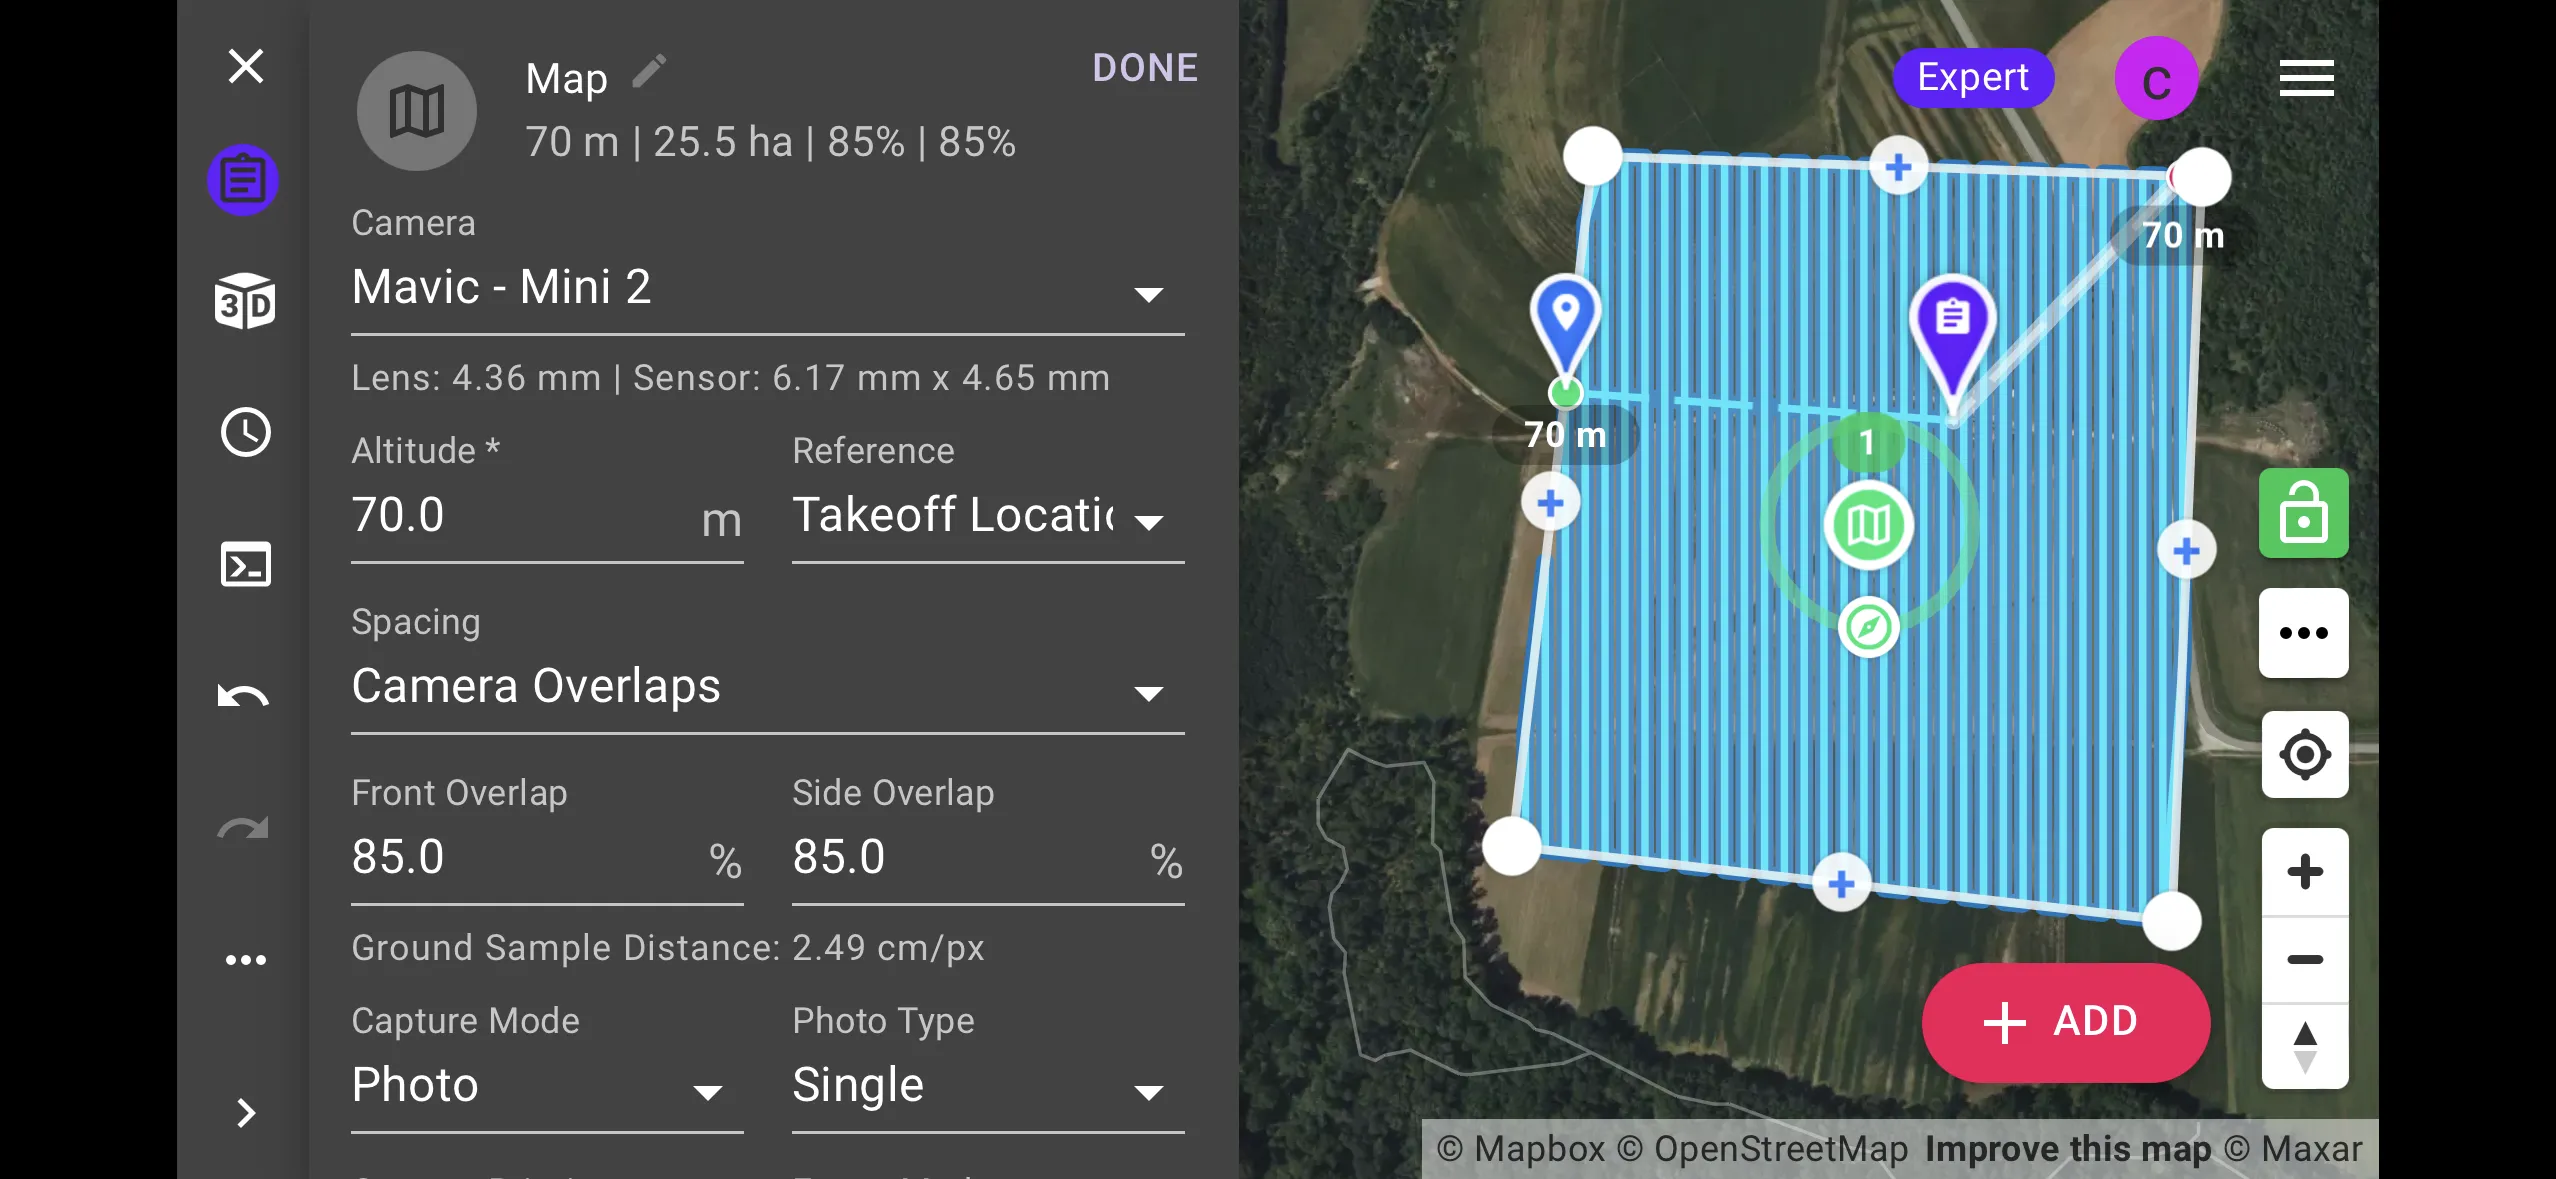 Map
DONE
70 m | 25.5 ha | 85% | 85%
Camera
Mavic - Mini 2
Lens: 4.36 mm | Sensor: 6.17 mm x 4.65 mm
Altitude *
Reference
70.0
m
Takeoff Locatic
Spacing
Camera Overlaps
Front Overlap
Side Overlap
85.0
%
85.0
%
Ground Sample Distance: 2.49 cm/px
Capture Mode
Photo Type
Photo
Single
3D
Expert
C
70 m
70 m
1
ADD
© Mapbox © OpenStreetMap Improve this map © Maxar